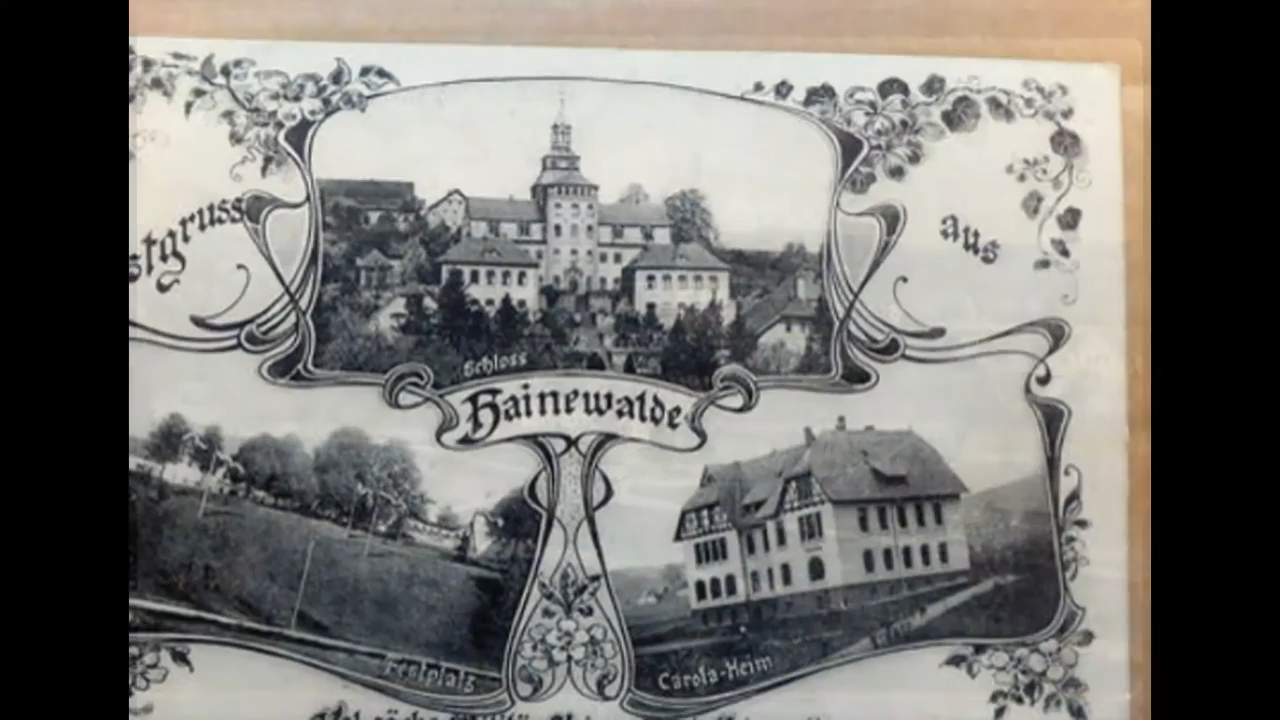 stgruss
aus
Schloss
Hainewalde
Festplatz
Carola-Heim